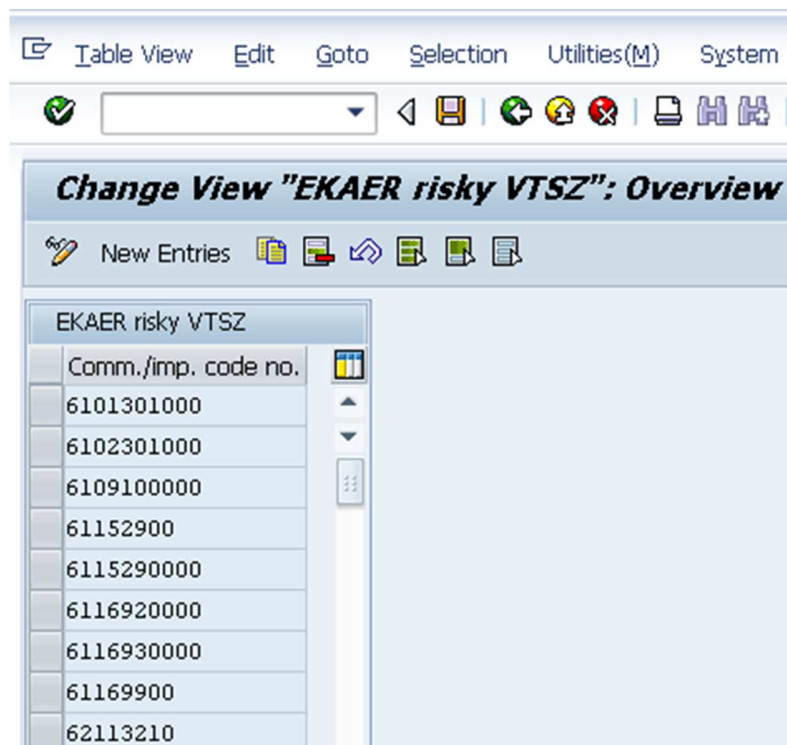 Table View Edit Goto Selection Utilities(M) System
Change View "EKAER risky VTSZ": Overview
New Entries
EKAER risky VTSZ
Comm./imp. code no.
6101301000
6102301000
6109100000
61152900
6115290000
6116920000
6116930000
61169900
62113210